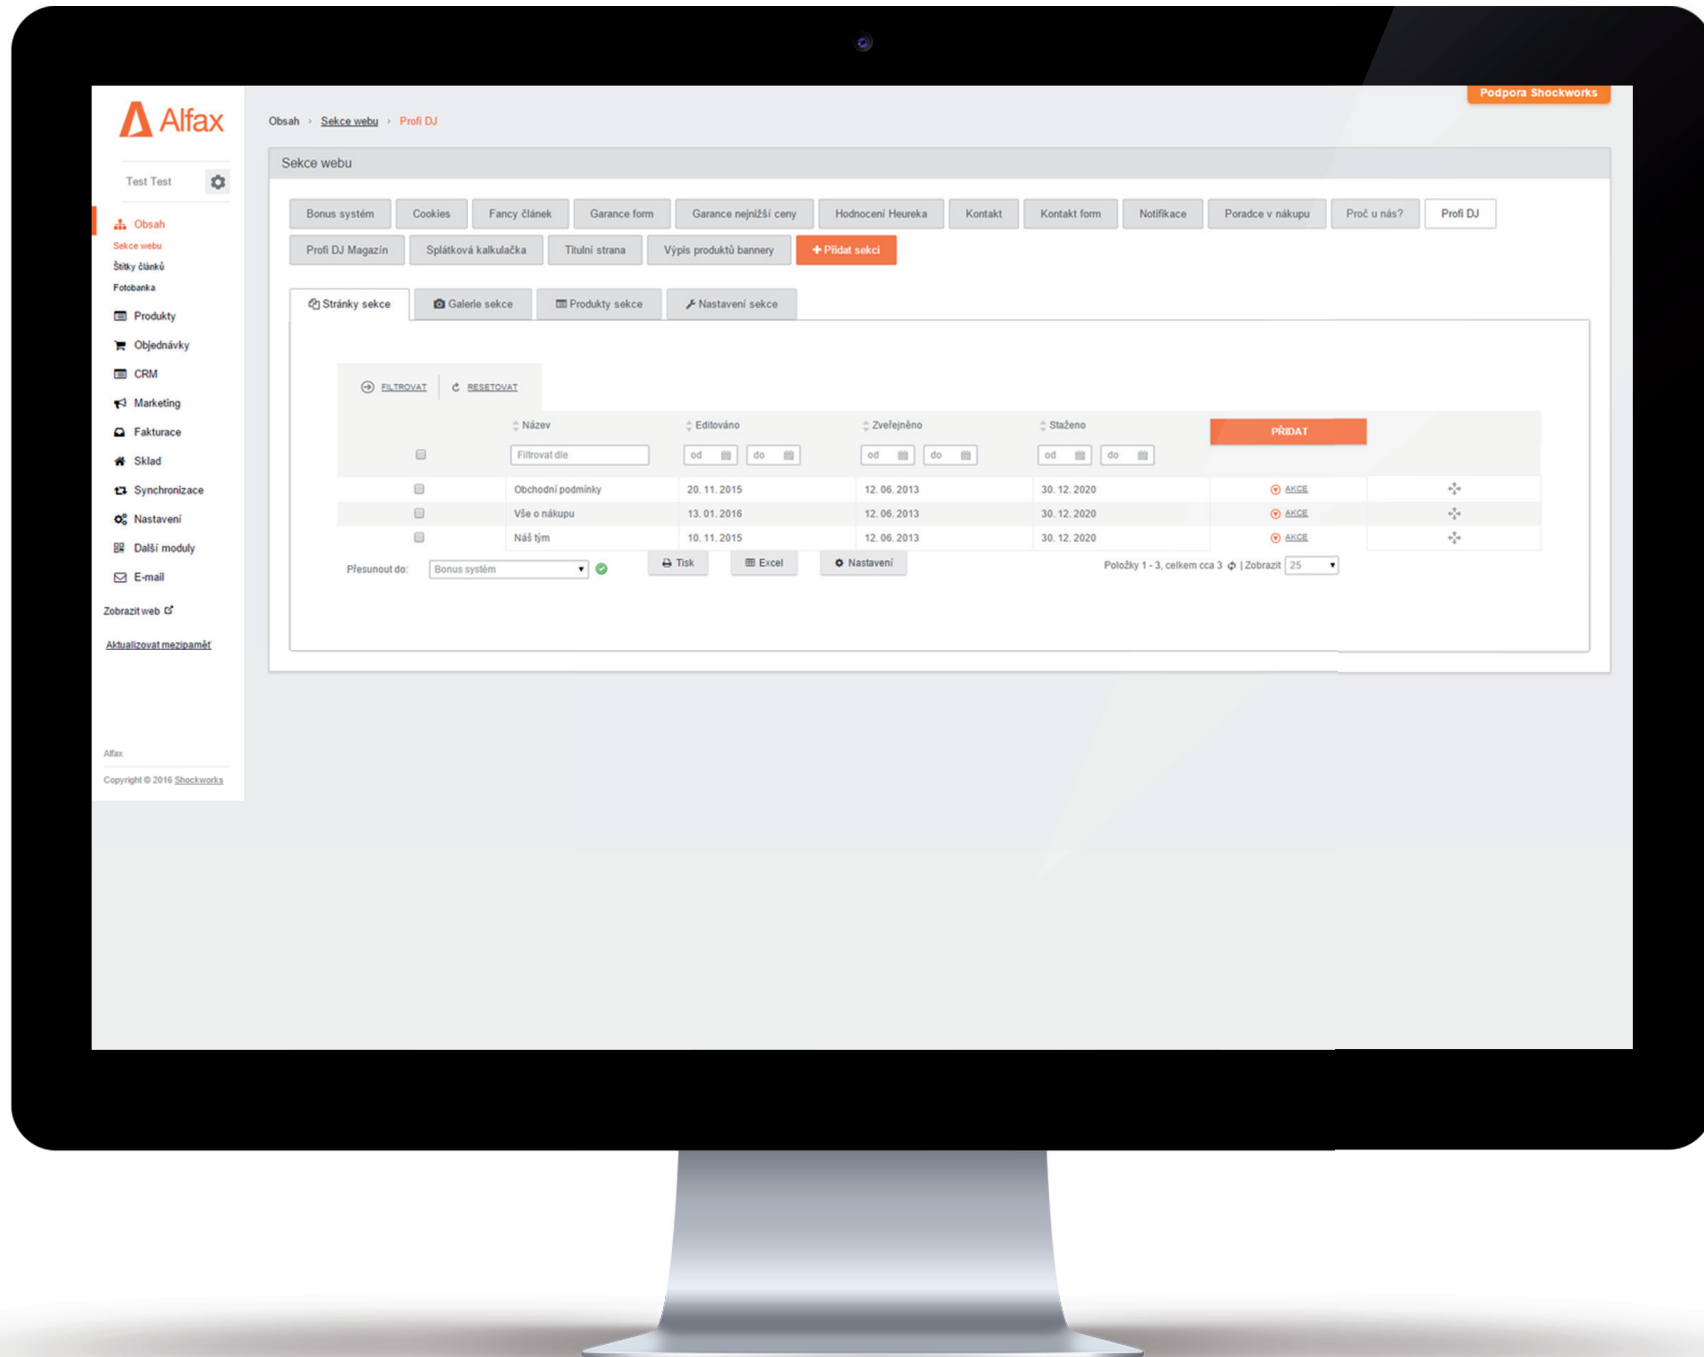 Podpora Shockworks
Alfax
Obsah › Sekce webu › Profi DJ
Sekce webu
Test Test
Obsah
Sekce webu
Štítky článků
Fotobanka
Produkty
Objednávky
CRM
Marketing
Fakturace
Sklad
Synchronizace
Nastavení
Další moduly
E-mail
Zobrazit web
Aktualizovat mezipaměť
Alfax
Copyright © 2016 Shockworks
Bonus systém Cookies Fancy článek Garance form Garance nejnižší ceny Hodnocení Heureka Kontakt Kontakt form Notifikace Poradce v nákupu Proč u nás? Profi DJ
Profi DJ Magazín Splátková kalkulačka Titulní strana Výpis produktů bannery + Přidat sekci
Stránky sekce Galerie sekce Produkty sekce Nastavení sekce
FILTROVAT RESETOVAT
Název Editováno Zveřejněno Staženo PŘIDAT
Filtrovat dle od do od do od do
Obchodní podmínky 20. 11. 2015 12. 06. 2013 30. 12. 2020 AKCE
Vše o nákupu 13. 01. 2016 12. 06. 2013 30. 12. 2020 AKCE
Náš tým 10. 11. 2015 12. 06. 2013 30. 12. 2020 AKCE
Přesunout do: Bonus systém Tisk Excel Nastavení Položky 1 - 3, celkem cca 3 | Zobrazit 25